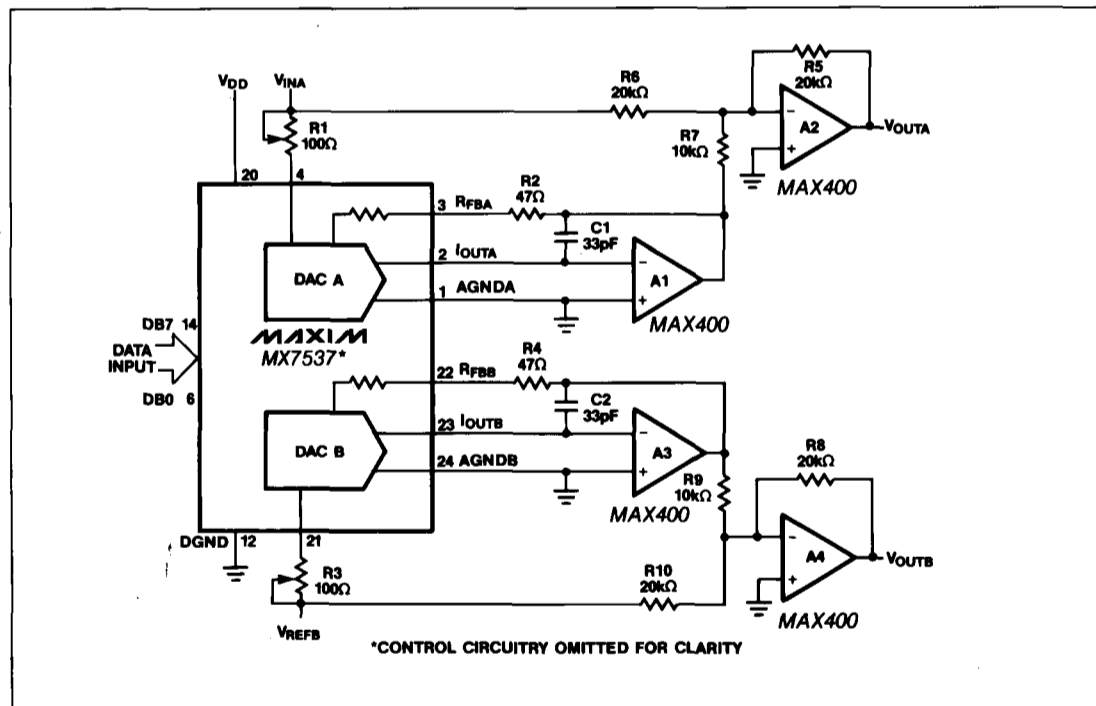 VDD
VINA
R1
100Ω
20
4
R6
20kΩ
R5
20kΩ
R7
10kΩ
−
+
A2
VOUTA
MAX400
3 RFBA
R2
47Ω
C1
33pF
2 IOUTA
1 AGNDA
−
+
A1
MAX400
DAC A
MAXIM
MX7537*
DB7 14
DATA
INPUT
DB0 6
22 RFBB
R4
47Ω
C2
33pF
23 IOUTB
24 AGNDB
−
+
A3
MAX400
DAC B
R9
10kΩ
R8
20kΩ
−
+
A4
VOUTB
MAX400
DGND
12
21
R3
100Ω
R10
20kΩ
VREFB
*CONTROL CIRCUITRY OMITTED FOR CLARITY